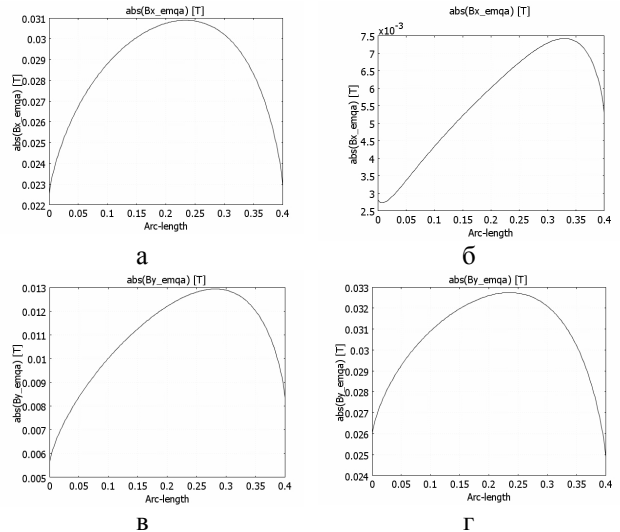 abs(Bx_emqa) [T]
abs(Bx_emqa) [T]
0.031
0.03
0.029
0.028
0.027
0.026
0.025
0.024
0.023
0.022
0 0.05 0.1 0.15 0.2 0.25 0.3 0.35 0.4
Arc-length
а
abs(Bx_emqa) [T]
x10⁻³
abs(Bx_emqa) [T]
7.5
7
6.5
6
5.5
5
4.5
4
3.5
3
2.5
0 0.05 0.1 0.15 0.2 0.25 0.3 0.35 0.4
Arc-length
б
abs(By_emqa) [T]
abs(By_emqa) [T]
0.013
0.012
0.011
0.01
0.009
0.008
0.007
0.006
0.005
0 0.05 0.1 0.15 0.2 0.25 0.3 0.35 0.4
Arc-length
в
abs(By_emqa) [T]
abs(By_emqa) [T]
0.033
0.032
0.031
0.03
0.029
0.028
0.027
0.026
0.025
0.024
0 0.05 0.1 0.15 0.2 0.25 0.3 0.35 0.4
Arc-length
г